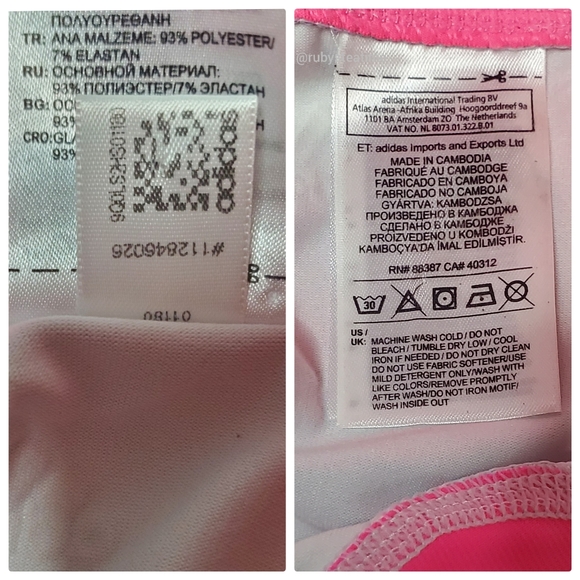 ΠΟΛΥΟΥΡΕΘΑΝΗ
TR: ANA MALZEME: 93% POLYESTER/
7% ELASTAN
RU: ОСНОВНОЙ МАТЕРИАЛ:
93% ПОЛИЭСТЕР/7% ЭЛАСТАН
BG:
CRO:
93%
adidas
#112846026
01180
adidas International Trading BV
Atlas Arena -Afrika Building Hoogoorddreef 9a
1101 BA Amsterdam ZO The Netherlands
VAT NO. NL 8073.01.322.B.01
ET: adidas Imports and Exports Ltd
MADE IN CAMBODIA
FABRIQUÉ AU CAMBODGE
FABRICADO EN CAMBOYA
FABRICADO NO CAMBOJA
GYÁRTVA: KAMBODZSA
ПРОИЗВЕДЕНО В КАМБОДЖА
СДЕЛАНО В КАМБОДЖЕ
PROIZVEDENO U KOMBODŽI
KAMBOÇYA'DA İMAL EDİLMİŞTİR.
RN# 88387 CA# 40312
30
US /
UK: MACHINE WASH COLD / DO NOT
BLEACH / TUMBLE DRY LOW / COOL
IRON IF NEEDED / DO NOT DRY CLEAN
DO NOT USE FABRIC SOFTENER/USE
MILD DETERGENT ONLY/WASH WITH
LIKE COLORS/REMOVE PROMPTLY
AFTER WASH/DO NOT IRON MOTIF/
WASH INSIDE OUT